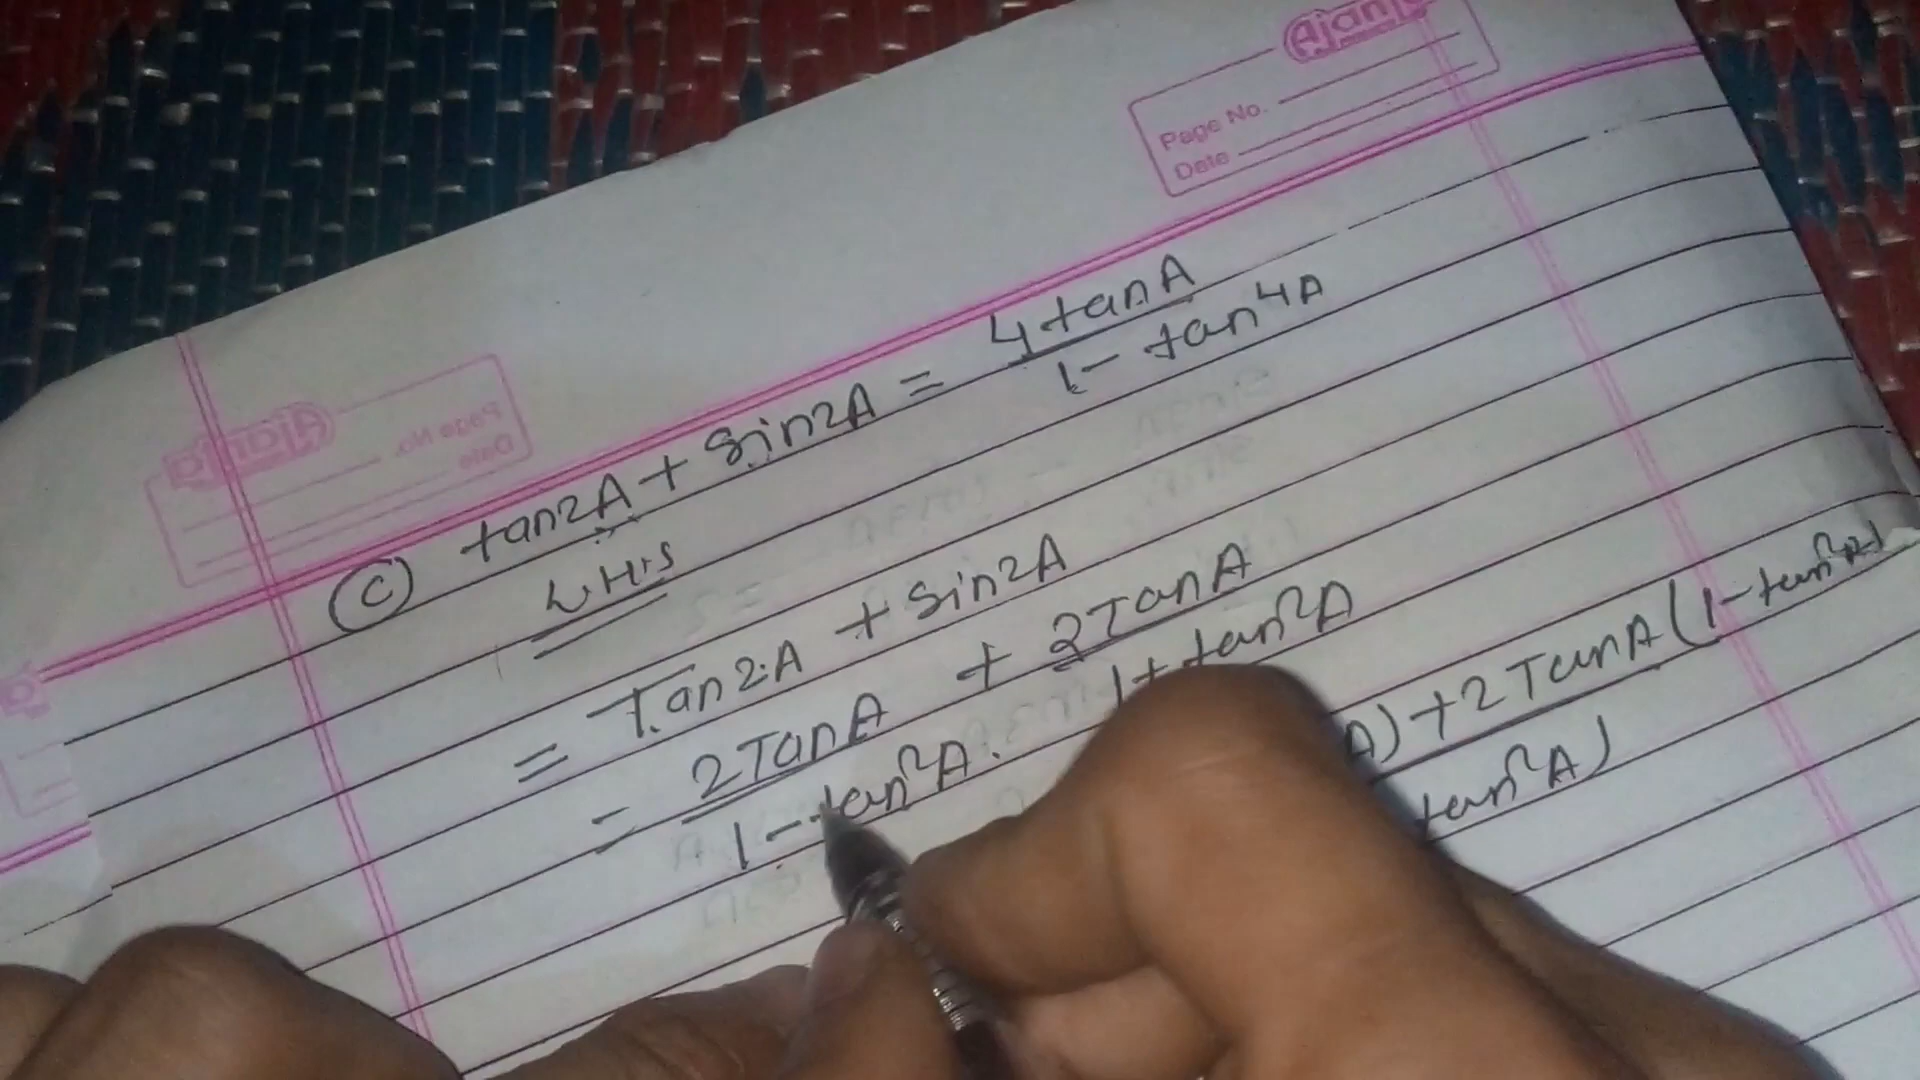 Ajanta
Page No.
Date
(C) tan2A + sin2A = 4tanA / 1 - tan⁴A
LHS
= Tan2A + sin2A
= 2TanA / 1 - tan²A + 2TanA / 1 + tan²A
A) + 2TanA (1 - tan²A) / tan²A)